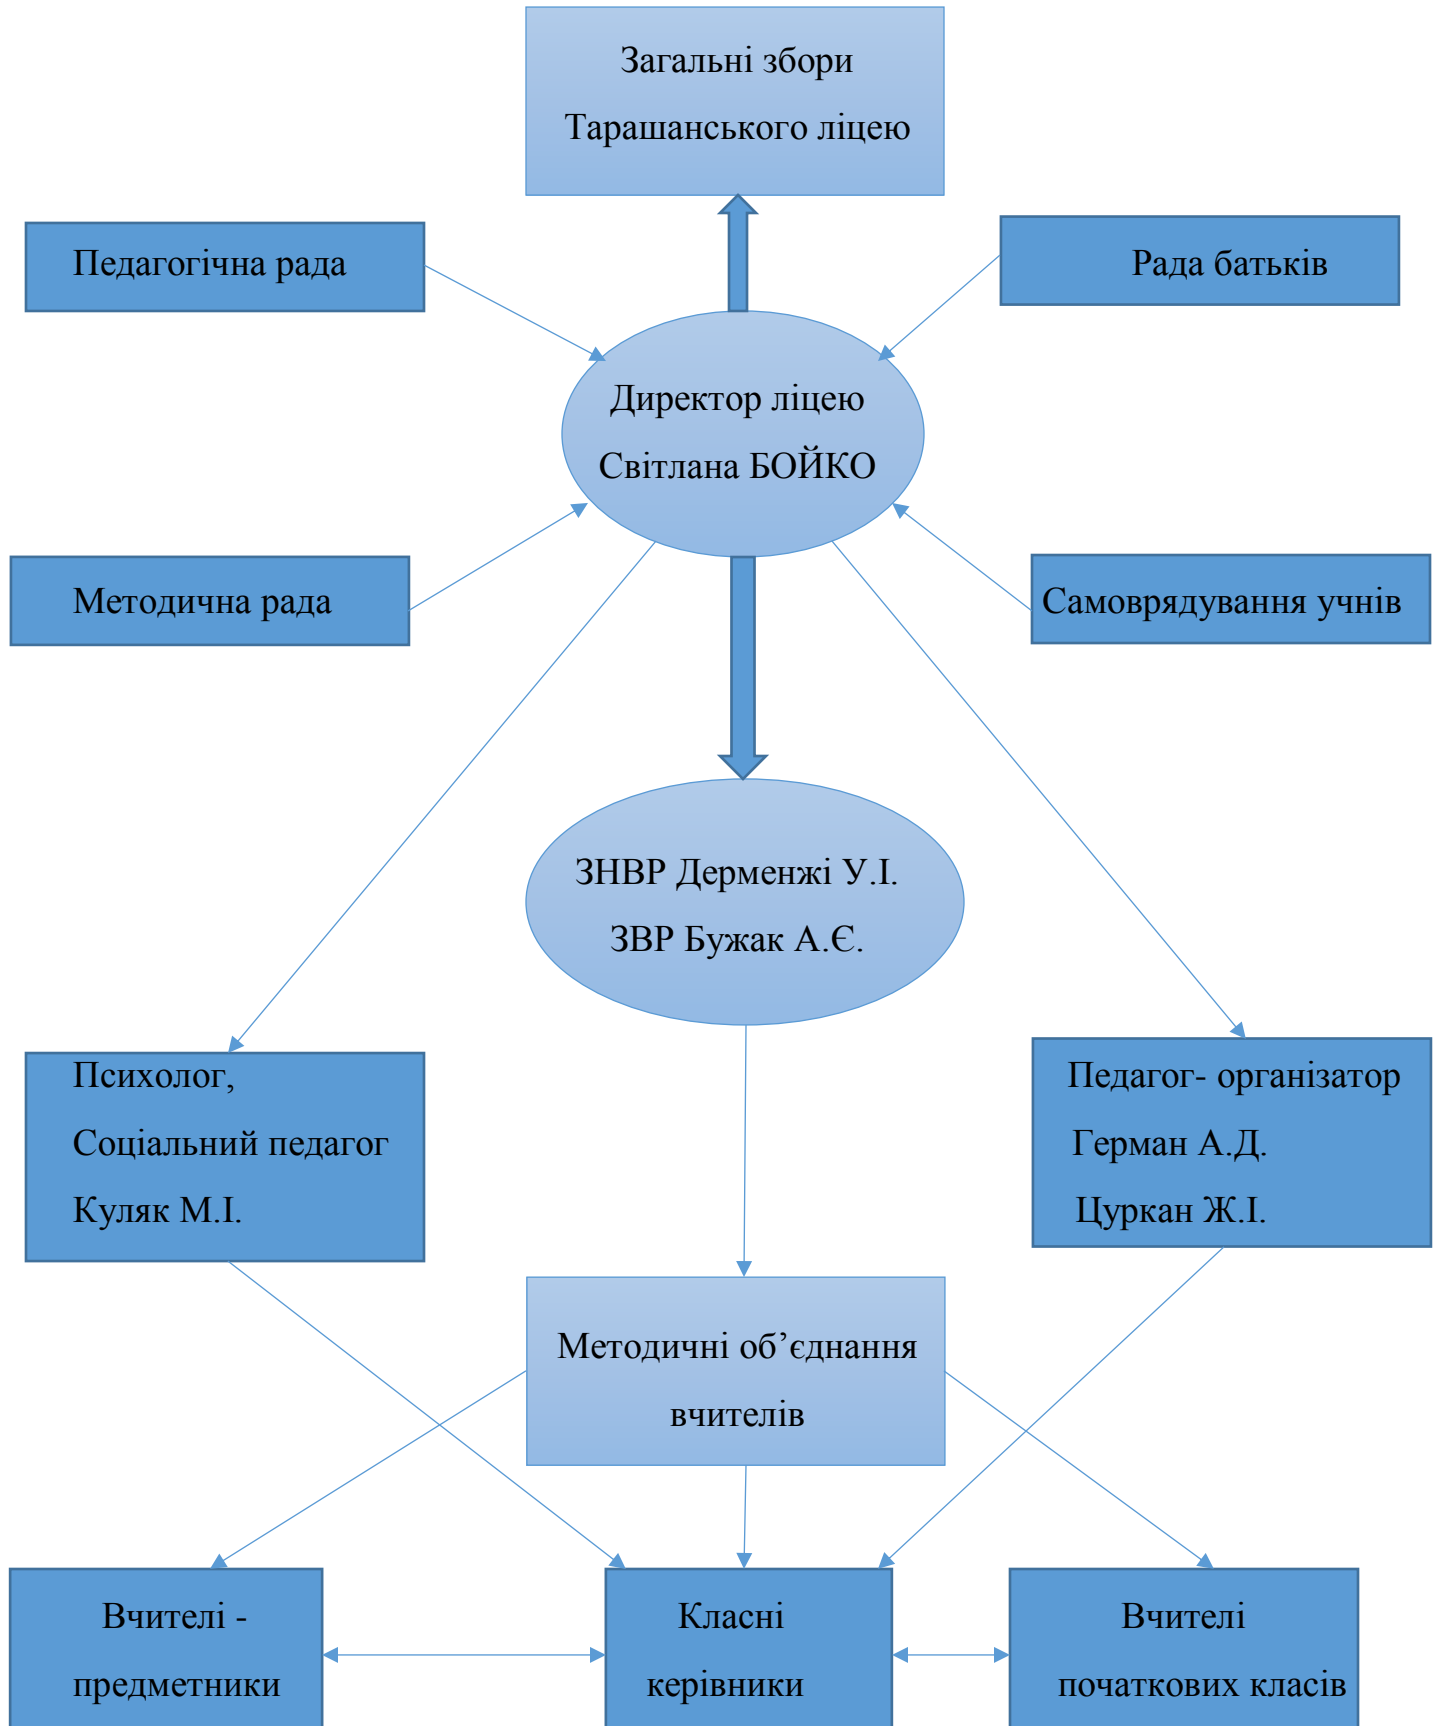 Загальні збори
Тарашанського ліцею
Педагогічна рада
Рада батьків
Директор ліцею
Світлана БОЙКО
Методична рада
Самоврядування учнів
ЗНВР Дерменжі У.І.
ЗВР Бужак А.Є.
Психолог,
Соціальний педагог
Куляк М.І.
Педагог- організатор
Герман А.Д.
Цуркан Ж.І.
Методичні об’єднання
вчителів
Вчителі -
предметники
Класні
керівники
Вчителі
початкових класів